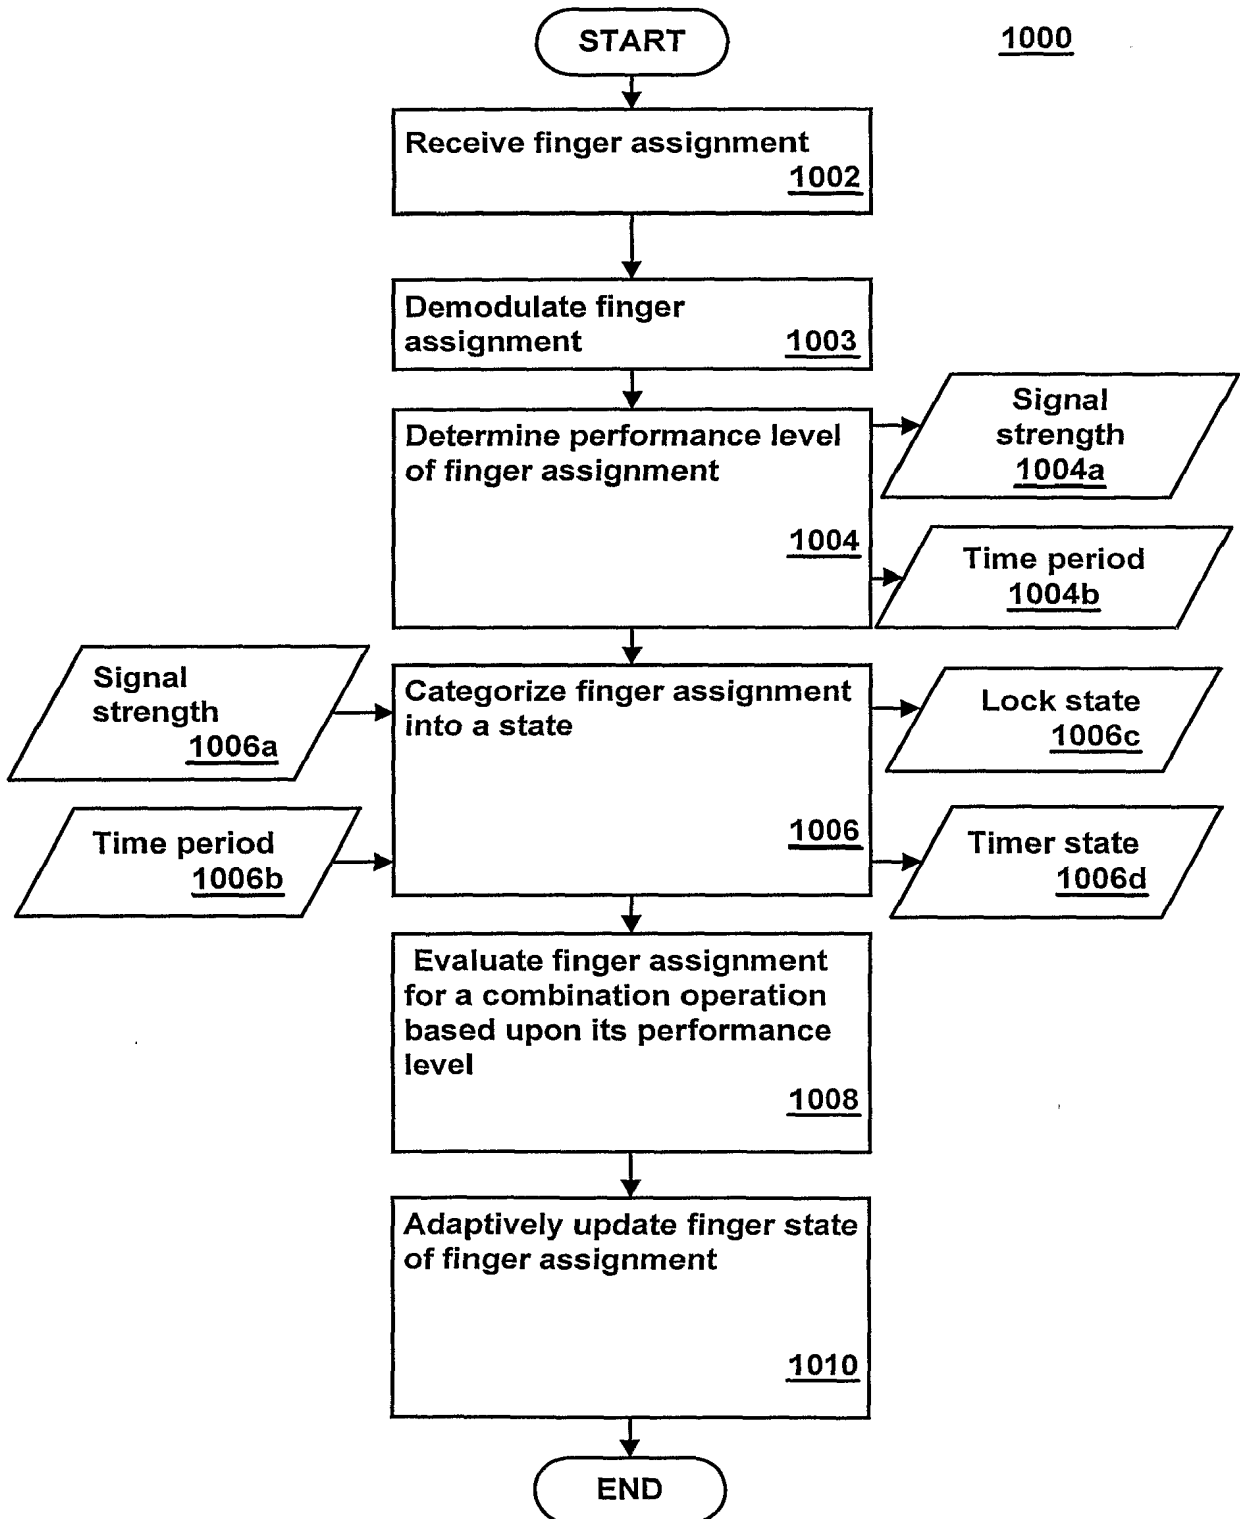 START
1000
Receive finger assignment
1002
Demodulate finger
assignment
1003
Determine performance level
of finger assignment
1004
Signal
strength
1004a
Time period
1004b
Signal
strength
1006a
Time period
1006b
Categorize finger assignment
into a state
1006
Lock state
1006c
Timer state
1006d
Evaluate finger assignment
for a combination operation
based upon its performance
level
1008
Adaptively update finger state
of finger assignment
1010
END